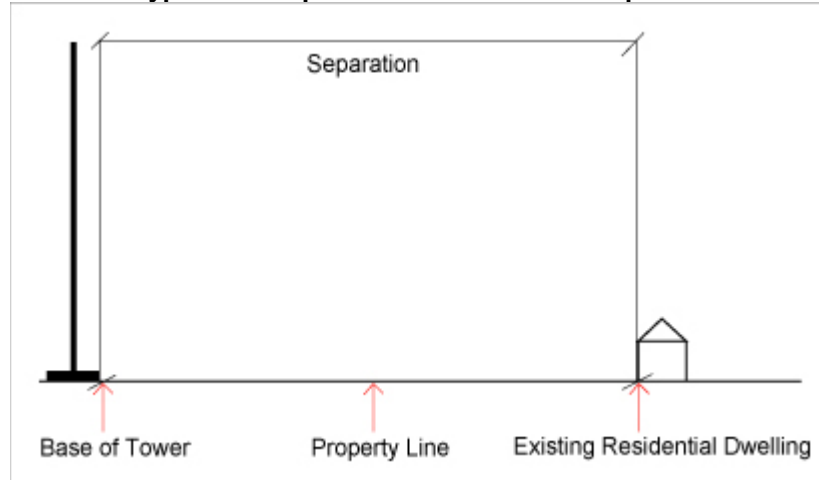 Separation
Base of Tower
Property Line
Existing Residential Dwelling